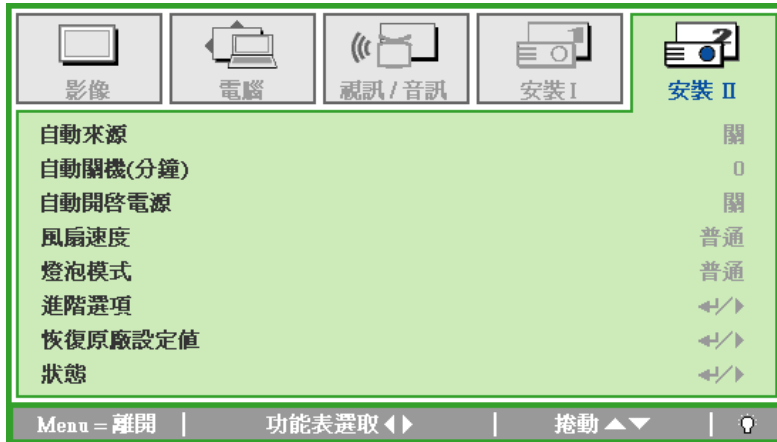 影像 電腦 視訊 / 音訊 安裝 I 安裝 II
自動來源 關
自動關機(分鐘) 0
自動開啓電源 關
風扇速度 普通
燈泡模式 普通
進階選項
恢復原廠設定值
狀態
Menu = 離開 功能表選取 捲動